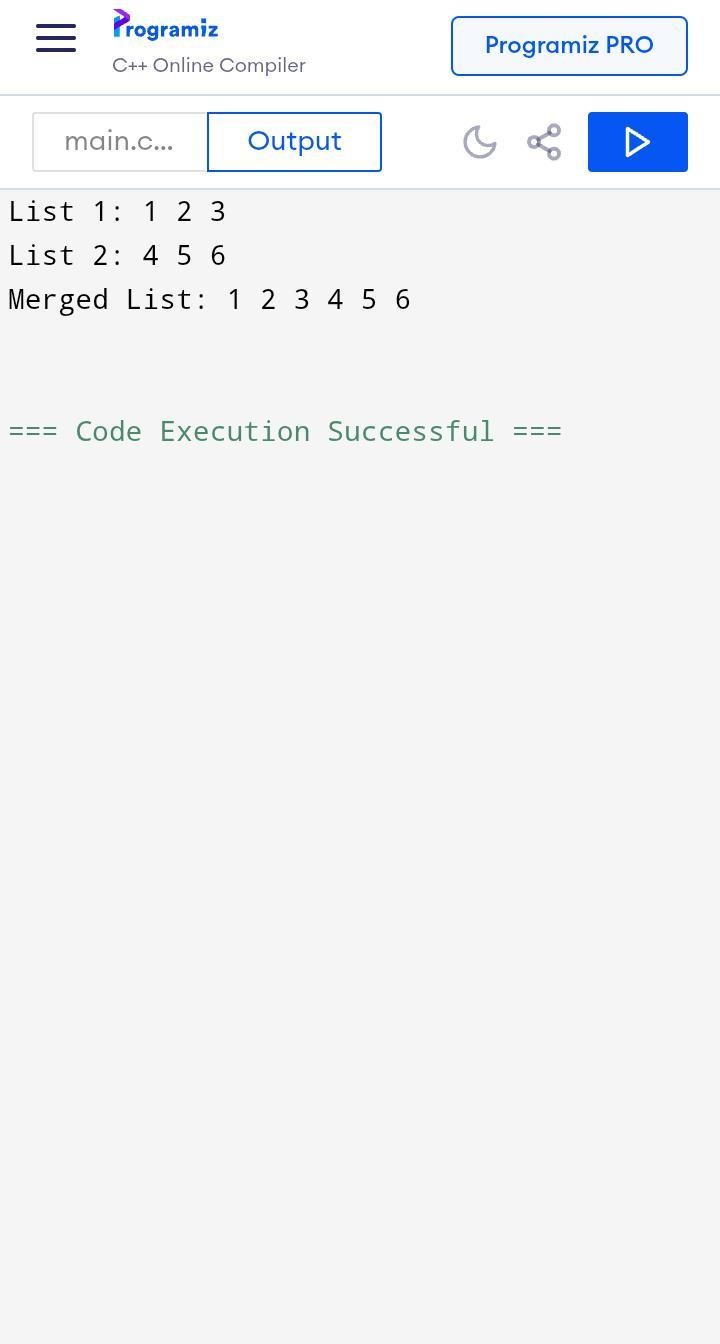 Programiz
C++ Online Compiler
Programiz PRO
main.c...
Output
List 1: 1 2 3
List 2: 4 5 6
Merged List: 1 2 3 4 5 6
=== Code Execution Successful ===